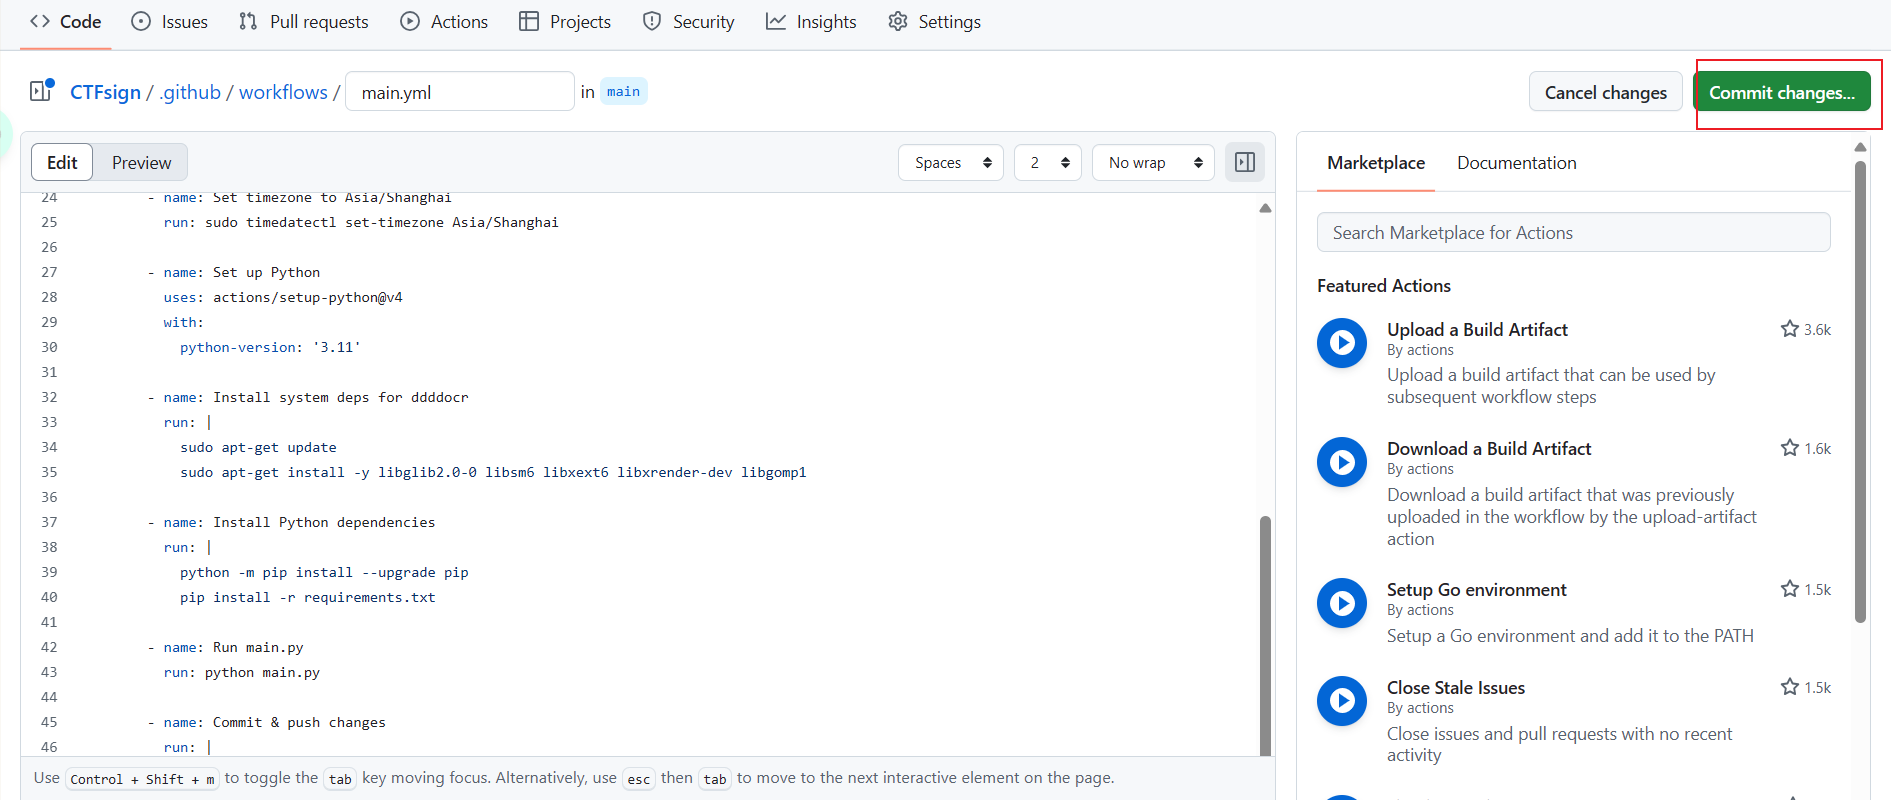 Code Issues Pull requests Actions Projects Security Insights Settings
CTFsign / .github / workflows / main.yml in main
Cancel changes Commit changes...
Edit Preview Spaces 2 No wrap
24 - name: Set timezone to Asia/Shanghai
25 run: sudo timedatectl set-timezone Asia/Shanghai
26
27 - name: Set up Python
28 uses: actions/setup-python@v4
29 with:
30 python-version: '3.11'
31
32 - name: Install system deps for ddddocr
33 run: |
34 sudo apt-get update
35 sudo apt-get install -y libglib2.0-0 libsm6 libxext6 libxrender-dev libgomp1
36
37 - name: Install Python dependencies
38 run: |
39 python -m pip install --upgrade pip
40 pip install -r requirements.txt
41
42 - name: Run main.py
43 run: python main.py
44
45 - name: Commit & push changes
46 run: |
Use Control + Shift + m to toggle the tab key moving focus. Alternatively, use esc then tab to move to the next interactive element on the page.
Marketplace Documentation
Search Marketplace for Actions
Featured Actions
Upload a Build Artifact 3.6k
By actions
Upload a build artifact that can be used by
subsequent workflow steps
Download a Build Artifact 1.6k
By actions
Download a build artifact that was previously
uploaded in the workflow by the upload-artifact
action
Setup Go environment 1.5k
By actions
Setup a Go environment and add it to the PATH
Close Stale Issues 1.5k
By actions
Close issues and pull requests with no recent
activity